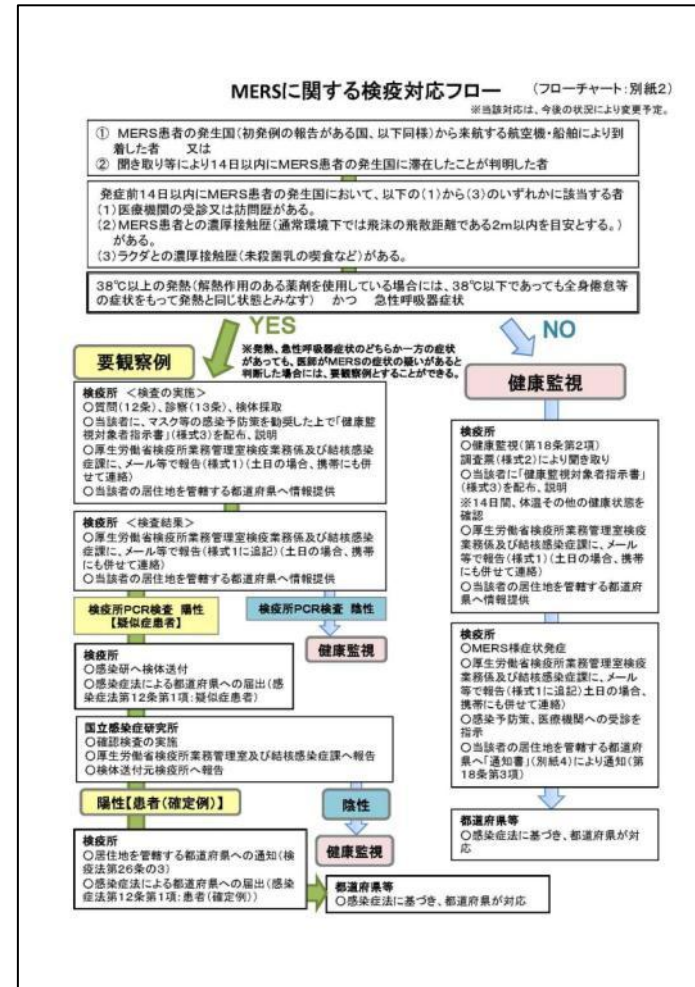 MERSに関する検疫対応フロー
(フローチャート:別紙2)
※当該対応は、今後の状況により変更予定。
① MERS患者の発生国(初発例の報告がある国、以下同様)から来航する航空機・船舶により到
着した者 又は
② 聞き取り等により14日以内にMERS患者の発生国に滞在したことが判明した者
発症前14日以内にMERS患者の発生国において、以下の(1)から(3)のいずれかに該当する者
(1)医療機関の受診又は訪問歴がある。
(2)MERS患者との濃厚接触歴(通常環境下では飛沫の飛散距離である2m以内を目安とする。)
がある。
(3)ラクダとの濃厚接触歴(未殺菌乳の喫食など)がある。
38℃以上の発熱(解熱作用のある薬剤を使用している場合には、38℃以下であっても全身倦怠等
の症状をもって発熱と同じ状態とみなす) かつ 急性呼吸器症状
YES
NO
要観察例
※発熱、急性呼吸器症状のどちらか一方の症状
があっても、医師がMERSの症状の疑いがあると
判断した場合には、要観察例とすることができる。
検疫所 <検査の実施>
○質問(12条)、診察(13条)、検体採取
○当該者に、マスク等の感染予防策を勧奨した上で「健康監
視対象者指示書」(様式3)を配布、説明
○厚生労働省検疫所業務管理室検疫業務係及び結核感染
症課に、メール等で報告(様式1)(土日の場合、携帯にも併
せて連絡)
○当該者の居住地を管轄する都道府県へ情報提供
検疫所 <検査結果>
○厚生労働省検疫所業務管理室検疫業務係及び結核感染
症課に、メール等で報告(様式1に追記)(土日の場合、携帯
にも併せて連絡)
○当該者の居住地を管轄する都道府県へ情報提供
検疫所PCR検査 陽性
【疑似症患者】
検疫所PCR検査 陰性
健康監視
検疫所
○感染研へ検体送付
○感染症法による都道府県への届出(感
染症法第12条第1項:疑似症患者)
国立感染症研究所
○確認検査の実施
○厚生労働省検疫所業務管理室及び結核感染症課へ報告
○検体送付元検疫所へ報告
陽性【患者(確定例)】
陰性
健康監視
検疫所
○居住地を管轄する都道府県への通知(検
疫法第26条の3)
○感染症法による都道府県への届出(感染
症法第12条第1項:患者(確定例))
都道府県等
○感染症法に基づき、都道府県が対応
健康監視
検疫所
○健康監視(第18条第2項)
調査票(様式2)により聞き取り
○当該者に「健康監視対象者指示書」
(様式3)を配布、説明
※14日間、体温その他の健康状態を
確認
○厚生労働省検疫所業務管理室検疫
業務係及び結核感染症課に、メール
等で報告(様式1)(土日の場合、携帯
にも併せて連絡)
○当該者の居住地を管轄する都道府
県へ情報提供
検疫所
○MERS様症状発症
○厚生労働省検疫所業務管理室検疫
業務係及び結核感染症課に、メール
等で報告(様式1に追記)土日の場合、
携帯にも併せて連絡)
○感染予防策、医療機関への受診を
指示
○当該者の居住地を管轄する都道府
県へ「通知書」(別紙4)により通知(第
18条第3項)
都道府県等
○感染症法に基づき、都道府県が対
応